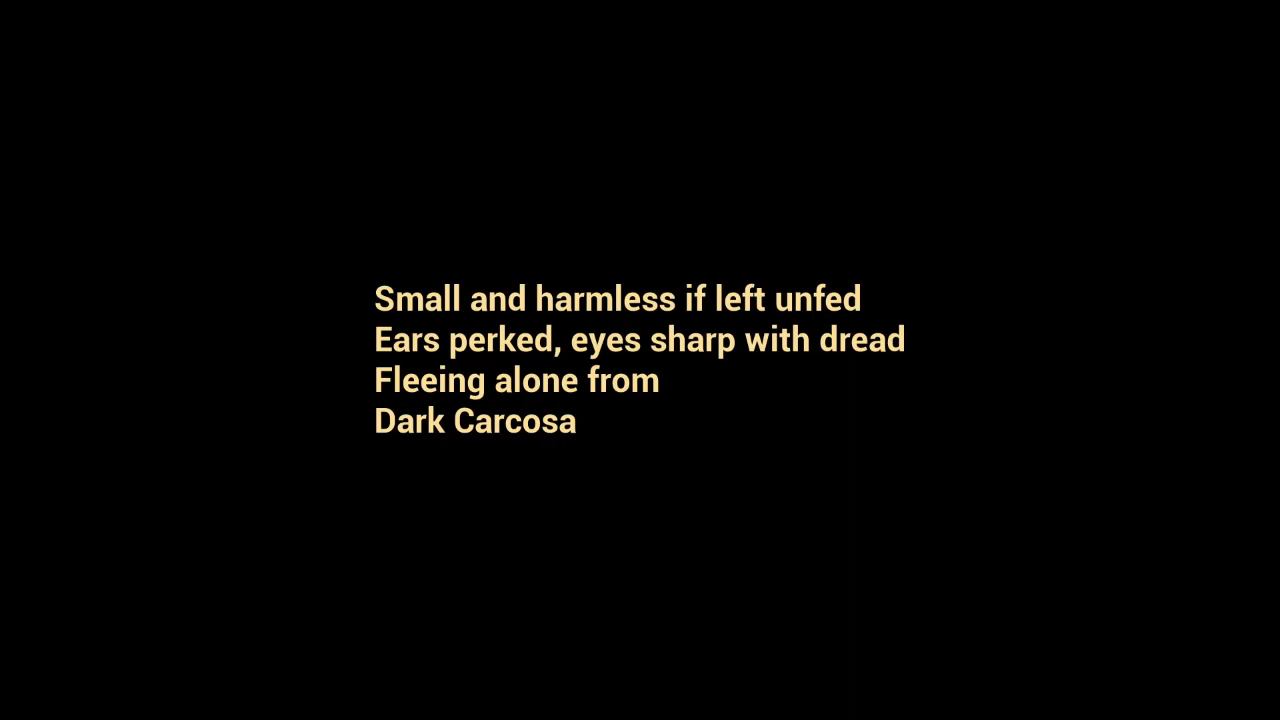 Small and harmless if left unfed
Ears perked, eyes sharp with dread
Fleeing alone from
Dark Carcosa